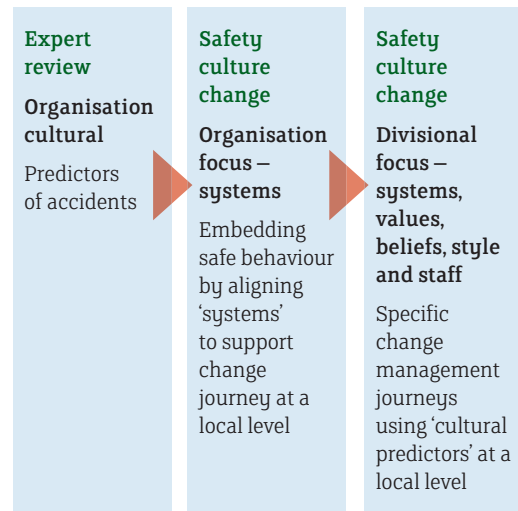 Expert
review
Organisation
cultural
Predictors
of accidents
Safety
culture
change
Organisation
focus –
systems
Embedding
safe behaviour
by aligning
‘systems’
to support
change
journey at a
local level
Safety
culture
change
Divisional
focus –
systems,
values,
beliefs, style
and staff
Specific
change
management
journeys
using ‘cultural
predictors’ at a
local level